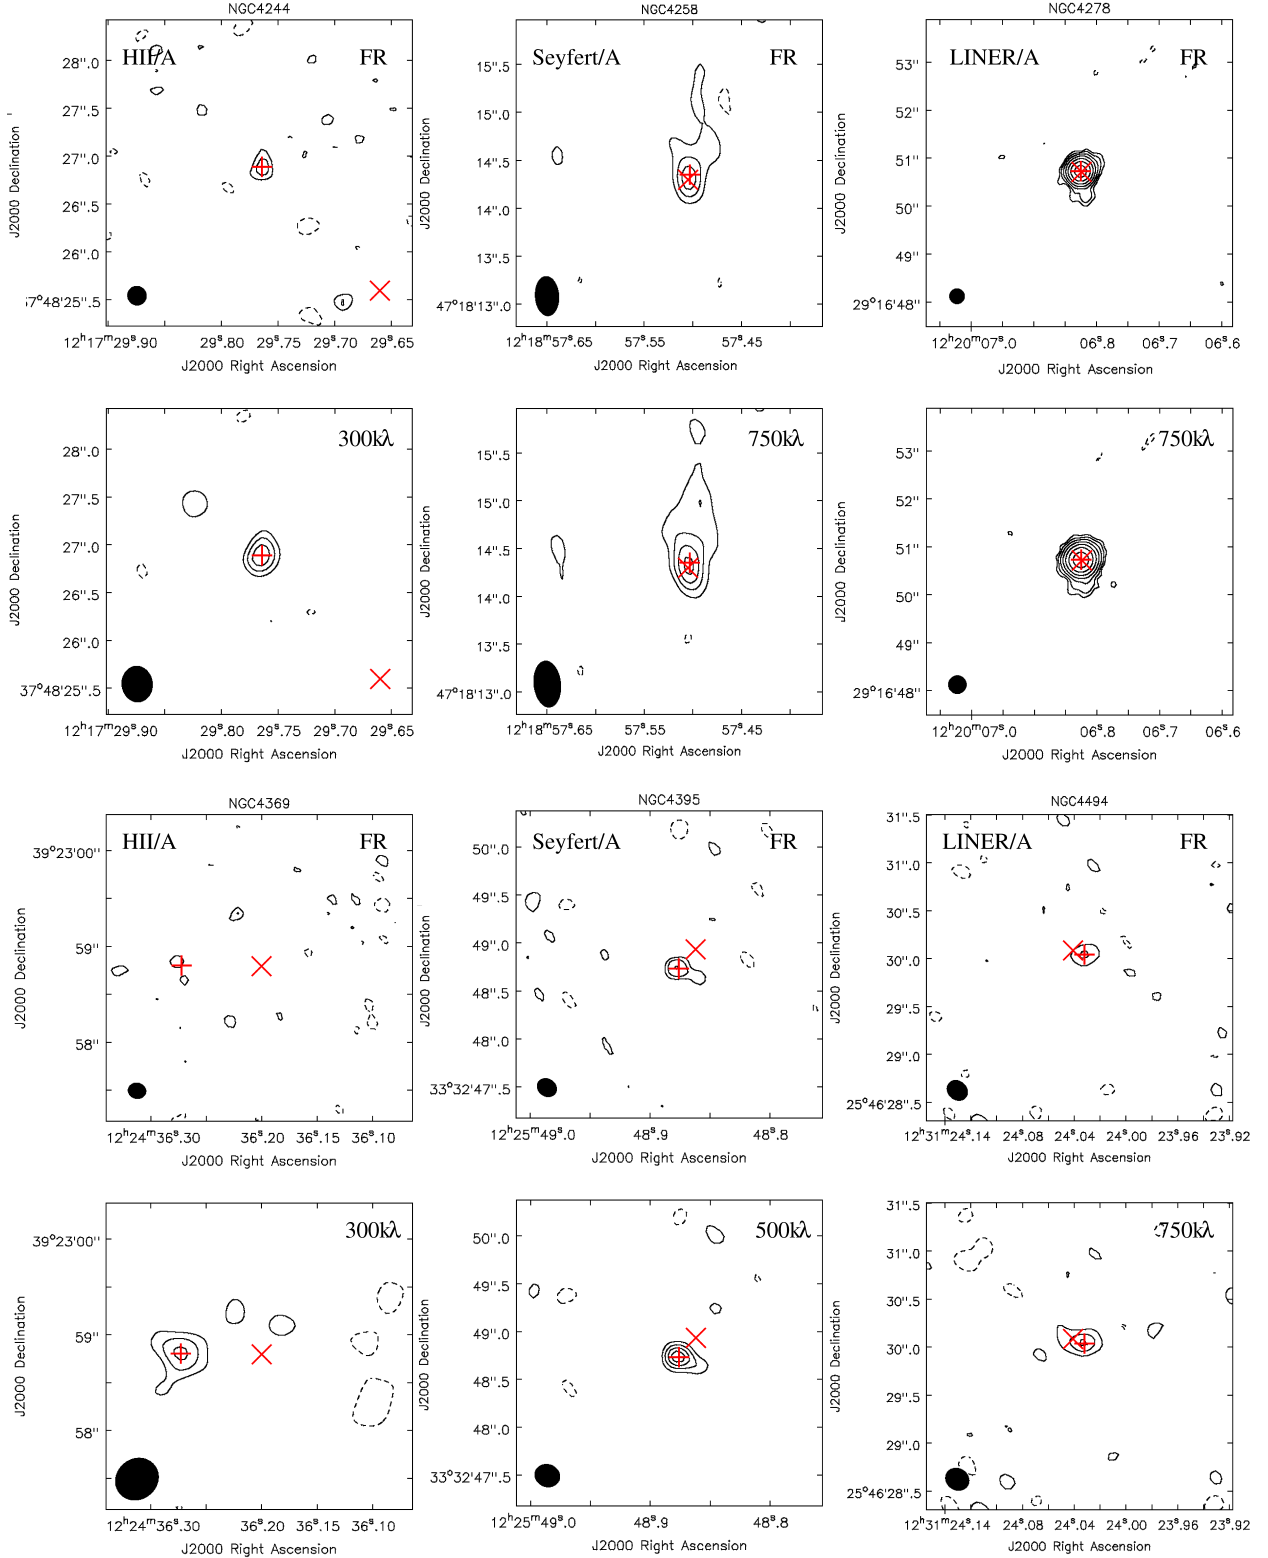 NGC4244
HII/A FR
J2000 Declination
28".0
27".5
27".0
26".5
26".0
7°48'25".5
12ʰ17ᵐ29ˢ.90 29ˢ.80 29ˢ.75 29ˢ.70 29ˢ.65
J2000 Right Ascension
NGC4258
Seyfert/A FR
J2000 Declination
15".5
15".0
14".5
14".0
13".5
47°18'13".0
12ʰ18ᵐ57ˢ.65 57ˢ.55 57ˢ.45
J2000 Right Ascension
NGC4278
LINER/A FR
J2000 Declination
53"
52"
51"
50"
49"
29°16'48"
12ʰ20ᵐ07ˢ.0 06ˢ.8 06ˢ.7 06ˢ.6
J2000 Right Ascension
300kλ
J2000 Declination
28".0
27".5
27".0
26".5
26".0
37°48'25".5
12ʰ17ᵐ29ˢ.90 29ˢ.80 29ˢ.75 29ˢ.70 29ˢ.65
J2000 Right Ascension
750kλ
J2000 Declination
15".5
15".0
14".5
14".0
13".5
47°18'13".0
12ʰ18ᵐ57ˢ.65 57ˢ.55 57ˢ.45
J2000 Right Ascension
750kλ
J2000 Declination
53"
52"
51"
50"
49"
29°16'48"
12ʰ20ᵐ07ˢ.0 06ˢ.8 06ˢ.7 06ˢ.6
J2000 Right Ascension
NGC4369
HII/A FR
J2000 Declination
39°23'00"
59"
58"
12ʰ24ᵐ36ˢ.30 36ˢ.20 36ˢ.15 36ˢ.10
J2000 Right Ascension
NGC4395
Seyfert/A FR
J2000 Declination
50".0
49".5
49".0
48".5
48".0
33°32'47".5
12ʰ25ᵐ49ˢ.0 48ˢ.9 48ˢ.8
J2000 Right Ascension
NGC4494
LINER/A FR
J2000 Declination
31".5
31".0
30".5
30".0
29".5
29".0
25°46'28".5
12ʰ31ᵐ24ˢ.14 24ˢ.08 24ˢ.04 24ˢ.00 23ˢ.96 23ˢ.92
J2000 Right Ascension
300kλ
J2000 Declination
39°23'00"
59"
58"
12ʰ24ᵐ36ˢ.30 36ˢ.20 36ˢ.15 36ˢ.10
J2000 Right Ascension
500kλ
J2000 Declination
50".0
49".5
49".0
48".5
48".0
33°32'47".5
12ʰ25ᵐ49ˢ.0 48ˢ.9 48ˢ.8
J2000 Right Ascension
750kλ
J2000 Declination
31".5
31".0
30".5
30".0
29".5
29".0
25°46'28".5
12ʰ31ᵐ24ˢ.14 24ˢ.08 24ˢ.04 24ˢ.00 23ˢ.96 23ˢ.92
J2000 Right Ascension